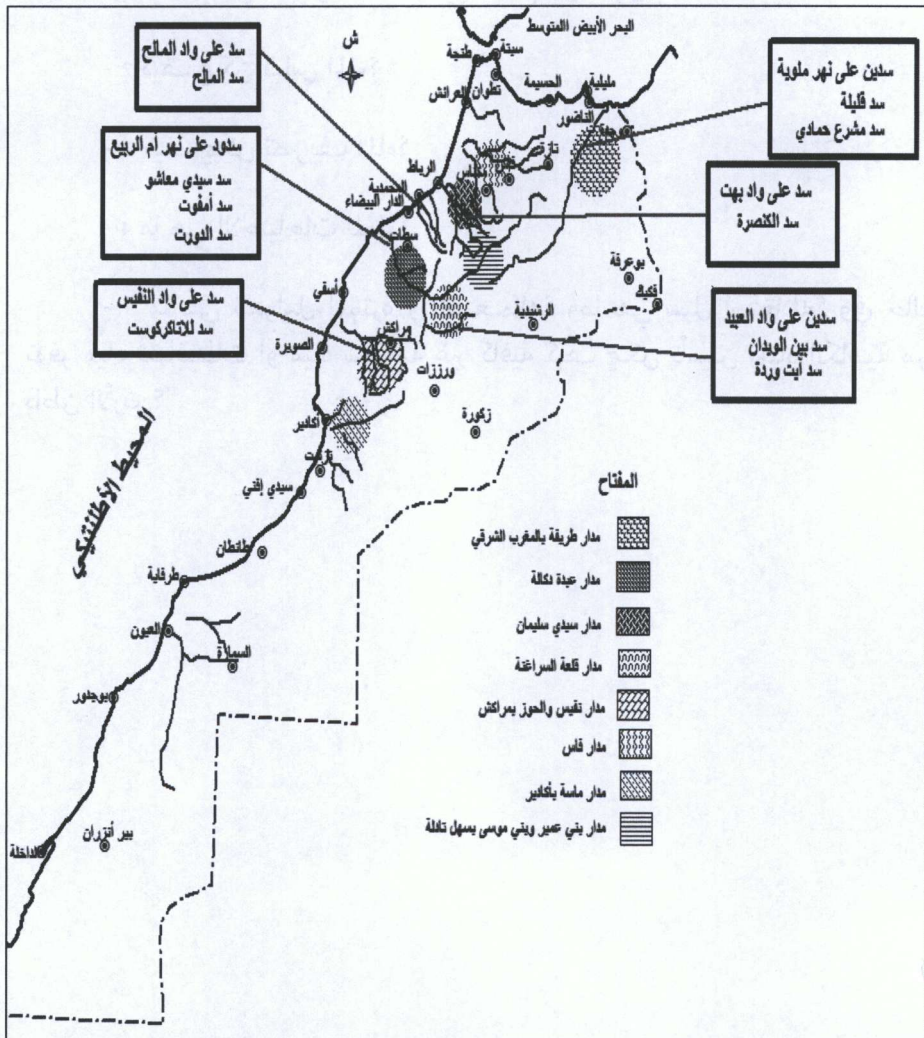 البحر الأبيض المتوسط
ش
سد على واد المالح
سد المالح
سدين على نهر ملوية
سد قليلة
سد مشرع حمادي
سدود على نهر أم الربيع
سد سيدي معاشو
سد أمفوت
سد الدورت
سد على واد بهت
سد الكنصرة
سد على واد النفيس
سد للاتاكركوست
سدين على واد العبيد
سد بين الويدان
سد أيت وردة
سبتة
طنجة
تطوان
العرائش
الحسيمة
مليلية
الناضور
تازة
الرباط
المحمدية
الدار البيضاء
سطات
أسفي
بوعرفة
فكيك
الصويرة
مراكش
ورززات
زكورة
أكادير
سيدي إفني
طانطان
طرفاية
العيون
السمارة
بوجدور
بير أنزران
الداخلة
المحيط الأطلنتيكي
المفتاح
مدار طريفة بالمغرب الشرقي
مدار عبدة دكالة
مدار سيدي سليمان
مدار قلعة السراغنة
مدار نفيس والحوز بمراكش
مدار فاس
مدار ماسة بأكادير
مدار بني عمير وبني موسى بسهل تادلة